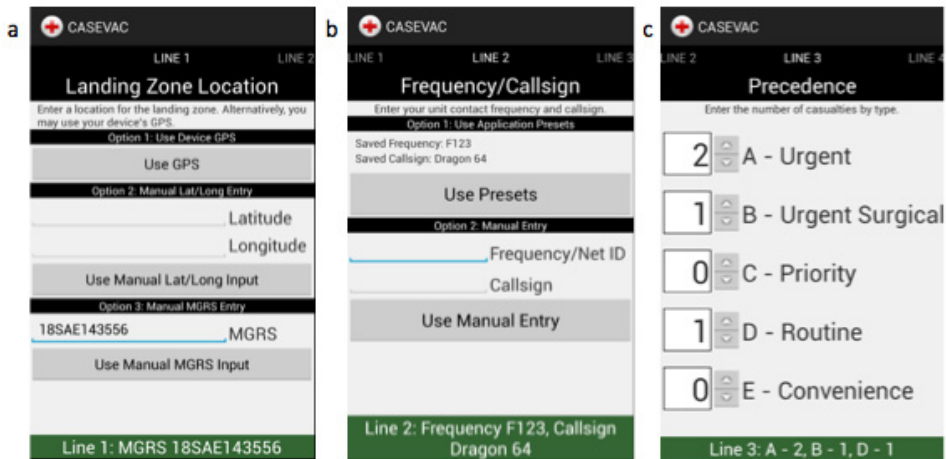 a
CASEVAC
LINE 1 LINE 2
Landing Zone Location
Enter a location for the landing zone. Alternatively, you
may use your device's GPS.
Option 1: Use Device GPS
Use GPS
Option 2: Manual Lat/Long Entry
Latitude
Longitude
Use Manual Lat/Long Input
Option 3: Manual MGRS Entry
18SAE143556 MGRS
Use Manual MGRS Input
Line 1: MGRS 18SAE143556
b
CASEVAC
LINE 1 LINE 2 LINE 3
Frequency/Callsign
Enter your unit contact frequency and callsign.
Option 1: Use Application Presets
Saved Frequency: F123
Saved Callsign: Dragon 64
Use Presets
Option 2: Manual Entry
Frequency/Net ID
Callsign
Use Manual Entry
Line 2: Frequency F123, Callsign
Dragon 64
c
CASEVAC
LINE 2 LINE 3 LINE 4
Precedence
Enter the number of casualties by type.
2 A - Urgent
1 B - Urgent Surgical
0 C - Priority
1 D - Routine
0 E - Convenience
Line 3: A - 2, B - 1, D - 1